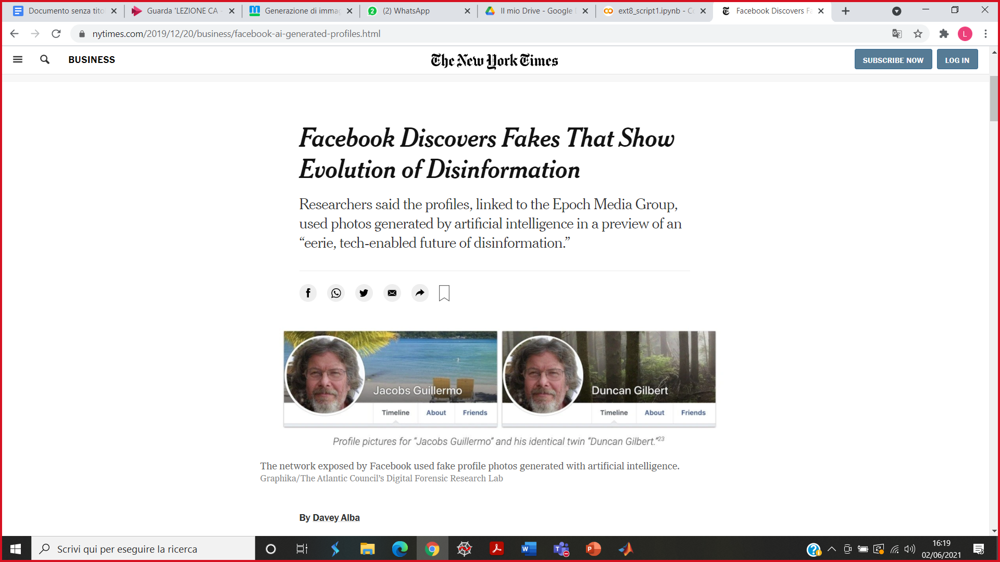 Documento senza tito
Guarda 'LEZIONE CA -
Generazione di immag
(2) WhatsApp
Il mio Drive - Google D
ext8_script1.ipynb - Co
Facebook Discovers Fa
nytimes.com/2019/12/20/business/facebook-ai-generated-profiles.html
L
BUSINESS
The New York Times
SUBSCRIBE NOW
LOG IN
Facebook Discovers Fakes That Show
Evolution of Disinformation
Researchers said the profiles, linked to the Epoch Media Group,
used photos generated by artificial intelligence in a preview of an
“eerie, tech-enabled future of disinformation.”
Jacobs Guillermo
Timeline About Friends
Duncan Gilbert
Timeline About Friends
Profile pictures for “Jacobs Guillermo” and his identical twin “Duncan Gilbert.”23
The network exposed by Facebook used fake profile photos generated with artificial intelligence.
Graphika/The Atlantic Council’s Digital Forensic Research Lab
By Davey Alba
Scrivi qui per eseguire la ricerca
16:19
02/06/2021